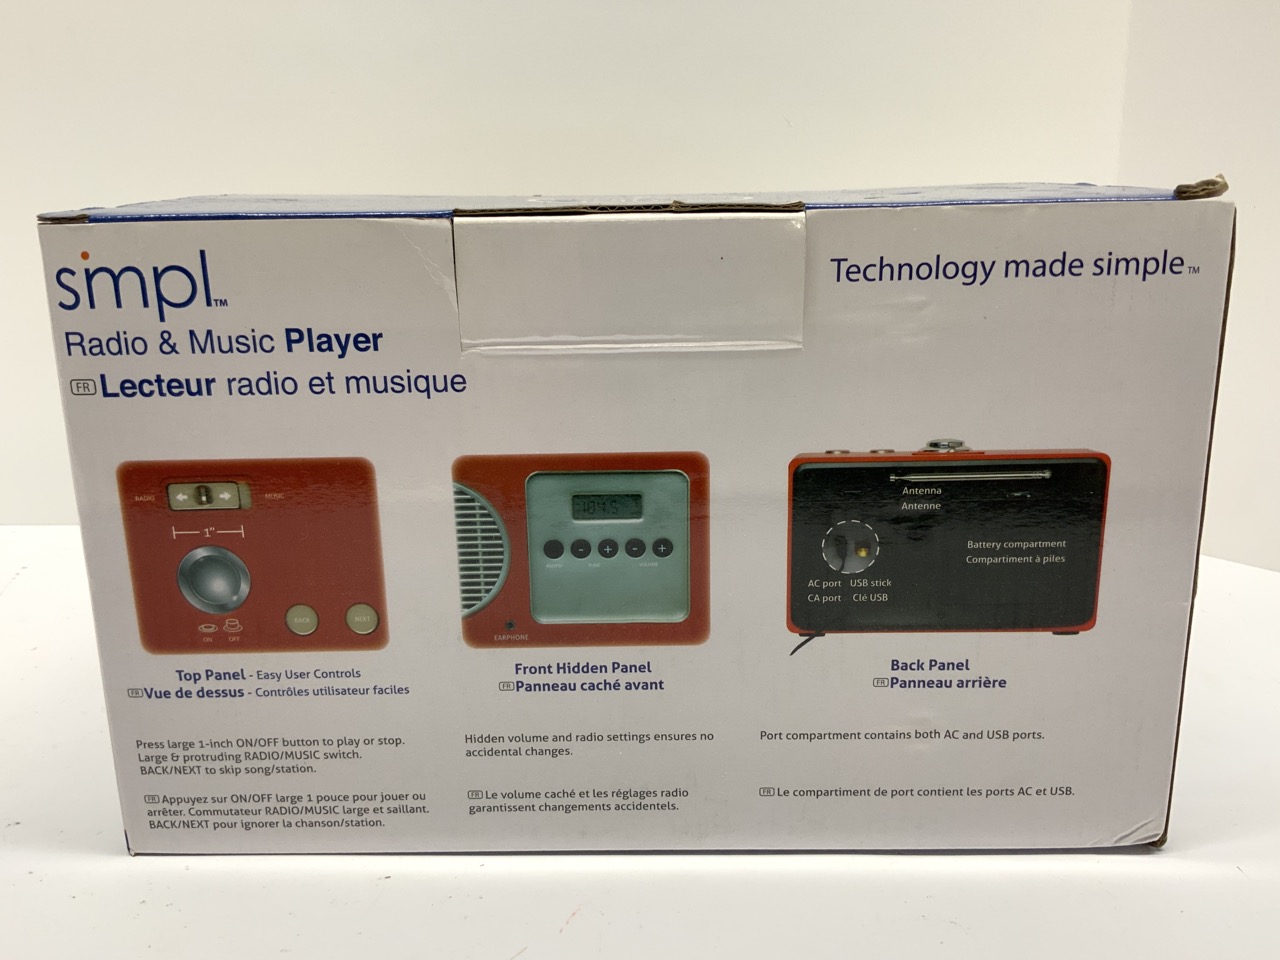 smpl™
Radio & Music Player
FR Lecteur radio et musique
Technology made simple™
RADIO
MUSIC
1"
ON
OFF
BACK
NEXT
EARPHONE
Antenna
Antenne
Battery compartment
Compartiment à piles
AC port USB stick
CA port Clé USB
Top Panel - Easy User Controls
FR Vue de dessus - Contrôles utilisateur faciles
Press large 1-inch ON/OFF button to play or stop.
Large & protruding RADIO/MUSIC switch.
BACK/NEXT to skip song/station.
FR Appuyez sur ON/OFF large 1 pouce pour jouer ou
arrêter. Commutateur RADIO/MUSIC large et saillant.
BACK/NEXT pour ignorer la chanson/station.
Front Hidden Panel
FR Panneau caché avant
Hidden volume and radio settings ensures no
accidental changes.
FR Le volume caché et les réglages radio
garantissent changements accidentels.
Back Panel
FR Panneau arrière
Port compartment contains both AC and USB ports.
FR Le compartiment de port contient les ports AC et USB.